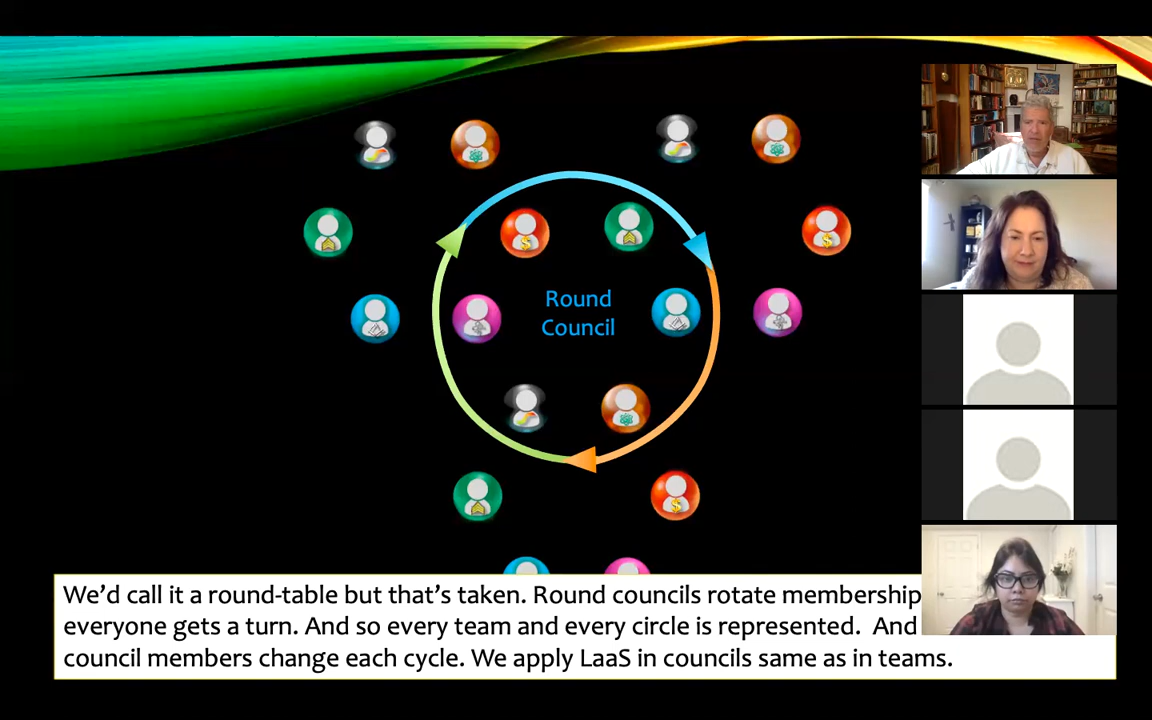 Round
Council
We'd call it a round-table but that's taken. Round councils rotate membership
everyone gets a turn. And so every team and every circle is represented. And
council members change each cycle. We apply LaaS in councils same as in teams.